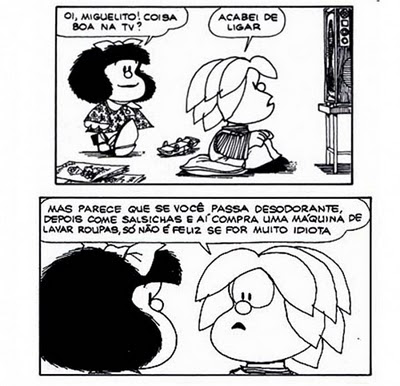 OI, MIGUELITO! COISA
BOA NA TV?
ACABEI DE
LIGAR
MAS PARECE QUE SE VOCÊ PASSA DESODORANTE,
DEPOIS COME SALSICHAS E AÍ COMPRA UMA MÁQUINA DE
LAVAR ROUPAS, SÓ NÃO É FELIZ SE FOR MUITO IDIOTA